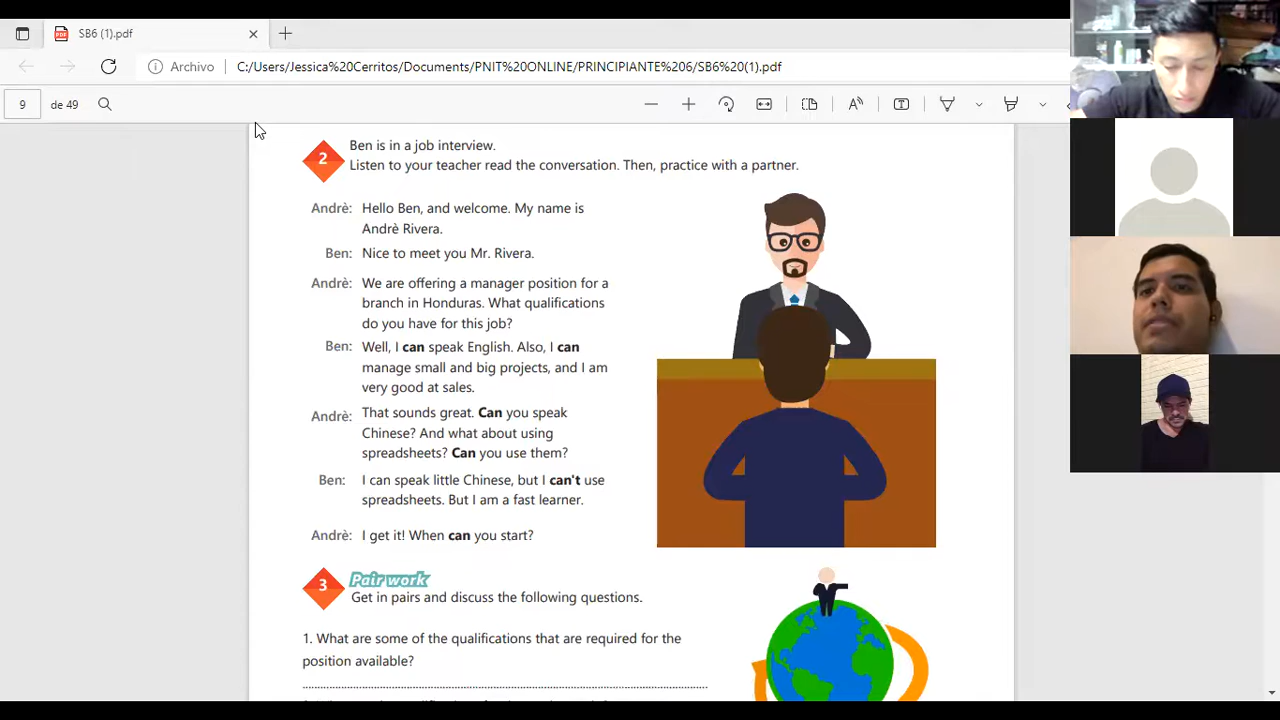 SB6 (1).pdf
Archivo
C:/Users/Jessica%20Cerritos/Documents/PNIT%20ONLINE/PRINCIPIANTE%206/SB6%20(1).pdf
9
de 49
2
Ben is in a job interview.
Listen to your teacher read the conversation. Then, practice with a partner.
Andrè: Hello Ben, and welcome. My name is
Andrè Rivera.
Ben: Nice to meet you Mr. Rivera.
Andrè: We are offering a manager position for a
branch in Honduras. What qualifications
do you have for this job?
Ben: Well, I can speak English. Also, I can
manage small and big projects, and I am
very good at sales.
Andrè: That sounds great. Can you speak
Chinese? And what about using
spreadsheets? Can you use them?
Ben: I can speak little Chinese, but I can't use
spreadsheets. But I am a fast learner.
Andrè: I get it! When can you start?
3
Pair work
Get in pairs and discuss the following questions.
1. What are some of the qualifications that are required for the
position available?